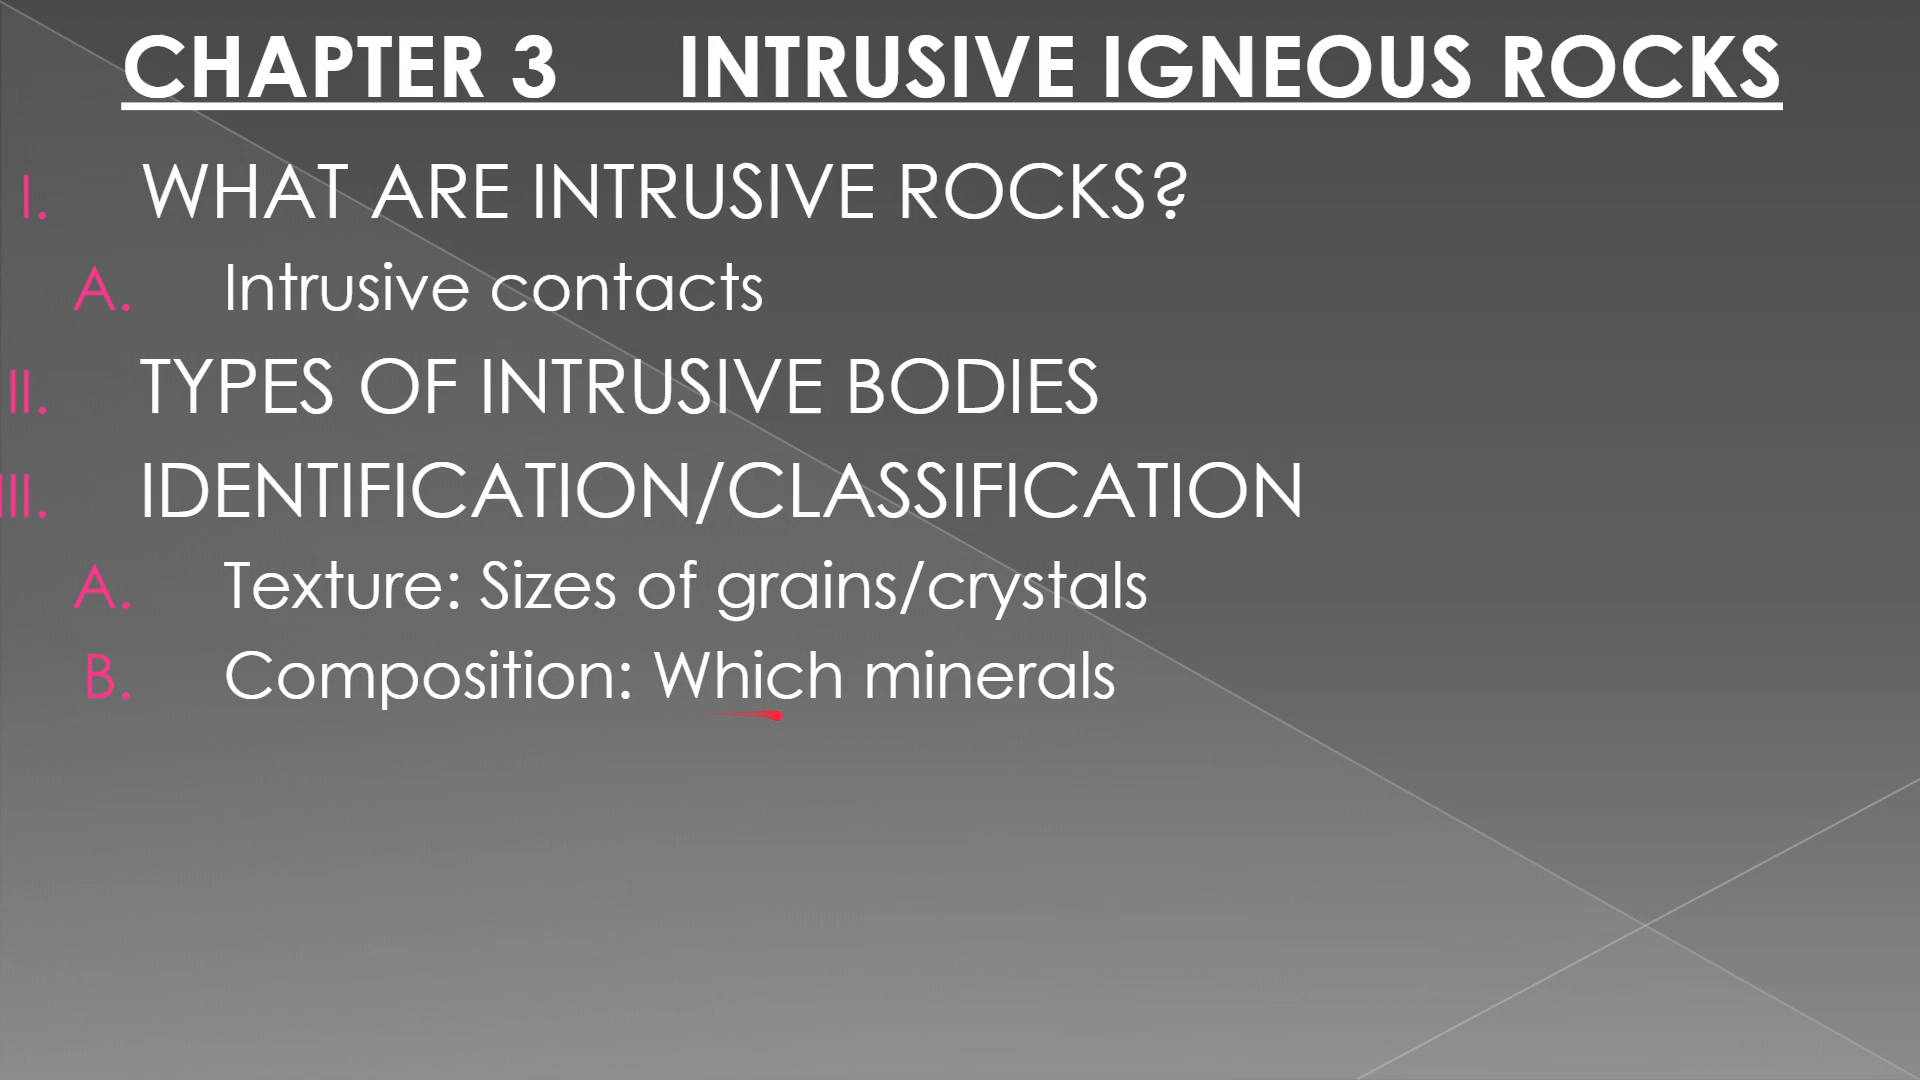 CHAPTER 3 INTRUSIVE IGNEOUS ROCKS
I. WHAT ARE INTRUSIVE ROCKS?
A. Intrusive contacts
II. TYPES OF INTRUSIVE BODIES
III. IDENTIFICATION/CLASSIFICATION
A. Texture: Sizes of grains/crystals
B. Composition: Which minerals